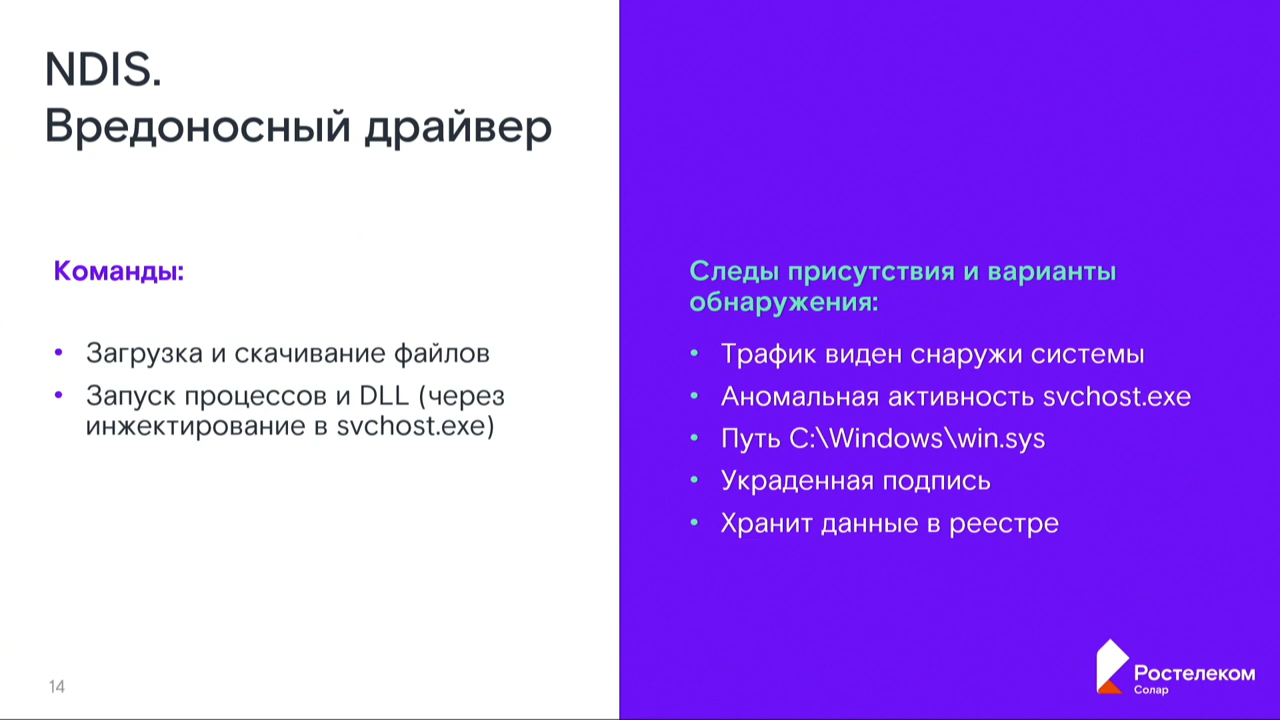 NDIS.
Вредоносный драйвер
Команды:
• Загрузка и скачивание файлов
• Запуск процессов и DLL (через
инжектирование в svchost.exe)
Следы присутствия и варианты
обнаружения:
• Трафик виден снаружи системы
• Аномальная активность svchost.exe
• Путь C:\Windows\win.sys
• Украденная подпись
• Хранит данные в реестре
14
Ростелеком
Солар